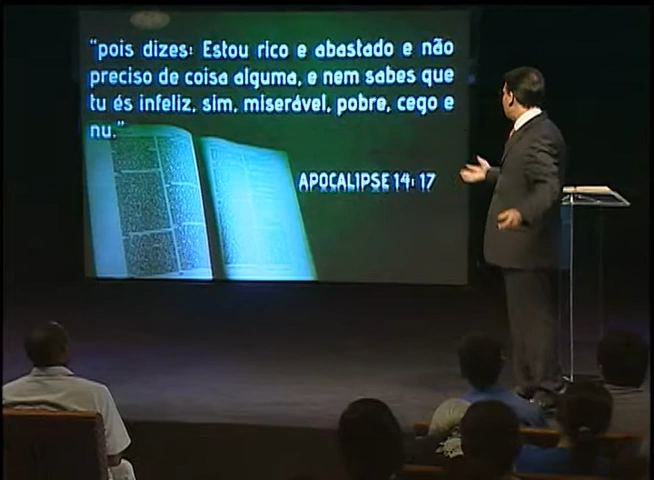 "pois dizes: Estou rico e abastado e não
preciso de coisa alguma, e nem sabes que
tu és infeliz, sim, miserável, pobre, cego e
nu."
APOCALIPSE 14: 17